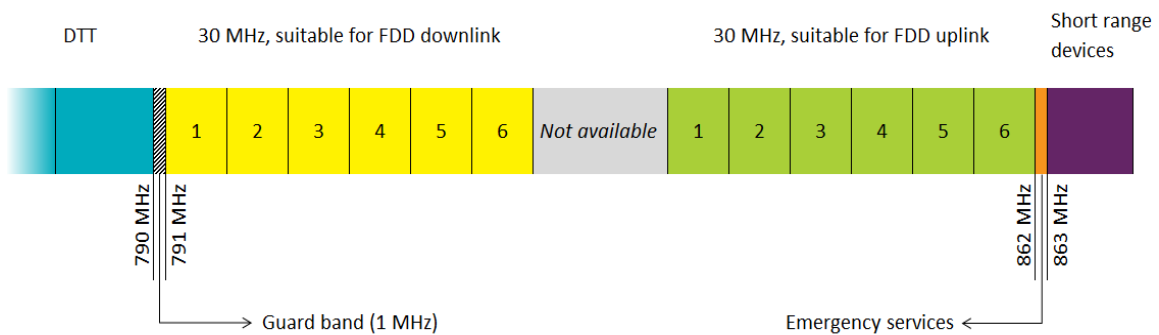 DTT
30 MHz, suitable for FDD downlink
30 MHz, suitable for FDD uplink
Short range
devices
1
2
3
4
5
6
Not available
1
2
3
4
5
6
790 MHz
791 MHz
862 MHz
863 MHz
Guard band (1 MHz)
Emergency services